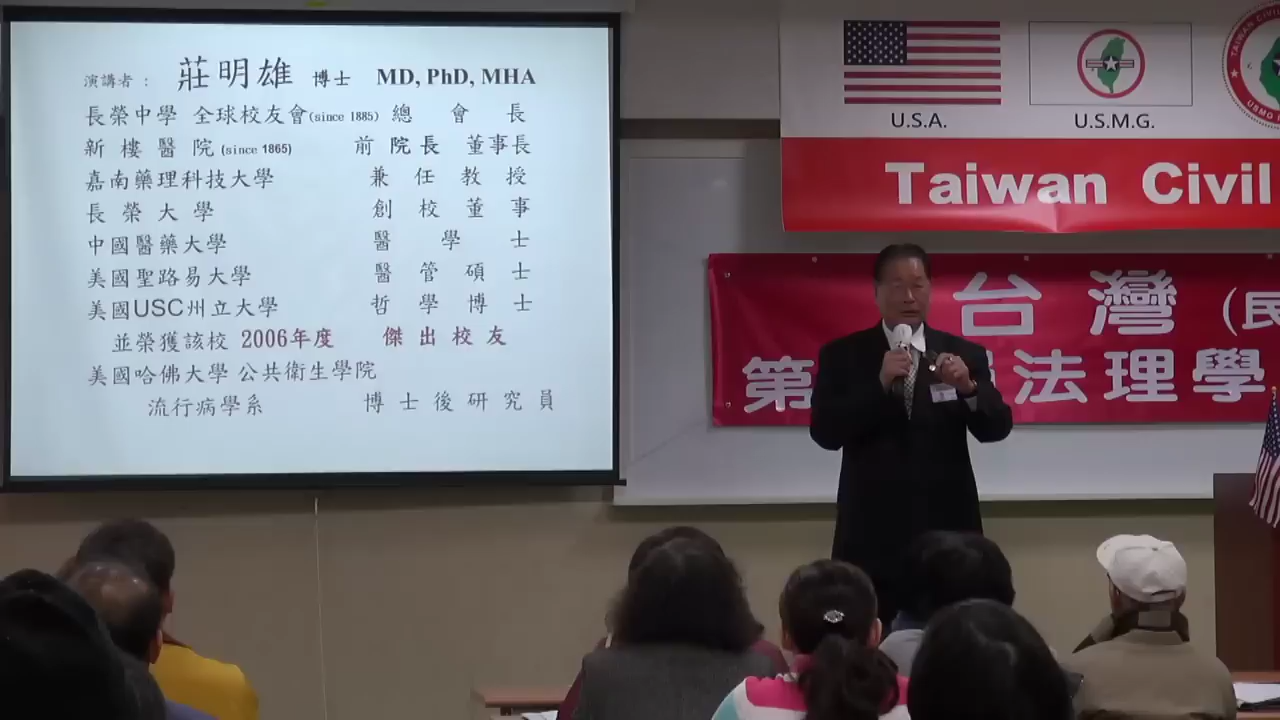 演講者： 莊明雄 博士 MD, PhD, MHA
長榮中學 全球校友會(since 1885) 總會長
新樓醫院 (since 1865) 前院長 董事長
嘉南藥理科技大學 兼任教授
長榮大學 創校董事
中國醫藥大學 醫學士
美國聖路易大學 醫管碩士
美國USC州立大學 哲學博士
並榮獲該校 2006年度 傑出校友
美國哈佛大學 公共衛生學院
流行病學系 博士後研究員
U.S.A. U.S.M.G.
TAIWAN CIVIL
USMG
Taiwan Civil
台灣（民
第 法理學